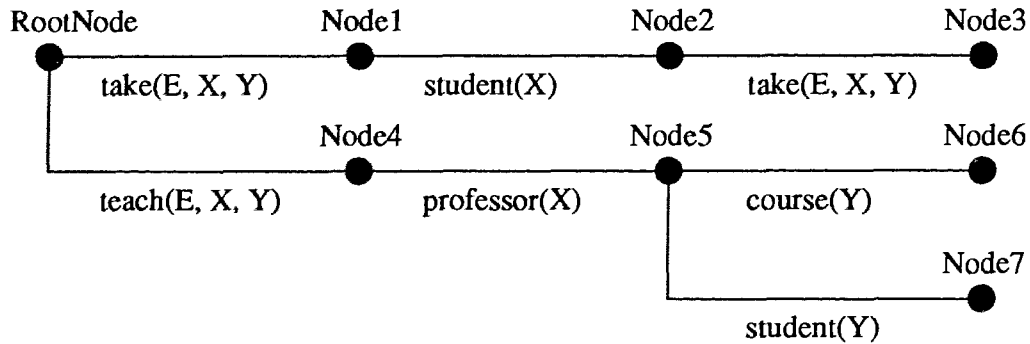 RootNode Node1 Node2 Node3
take(E, X, Y) student(X) take(E, X, Y)
Node4 Node5 Node6
teach(E, X, Y) professor(X) course(Y)
Node7
student(Y)